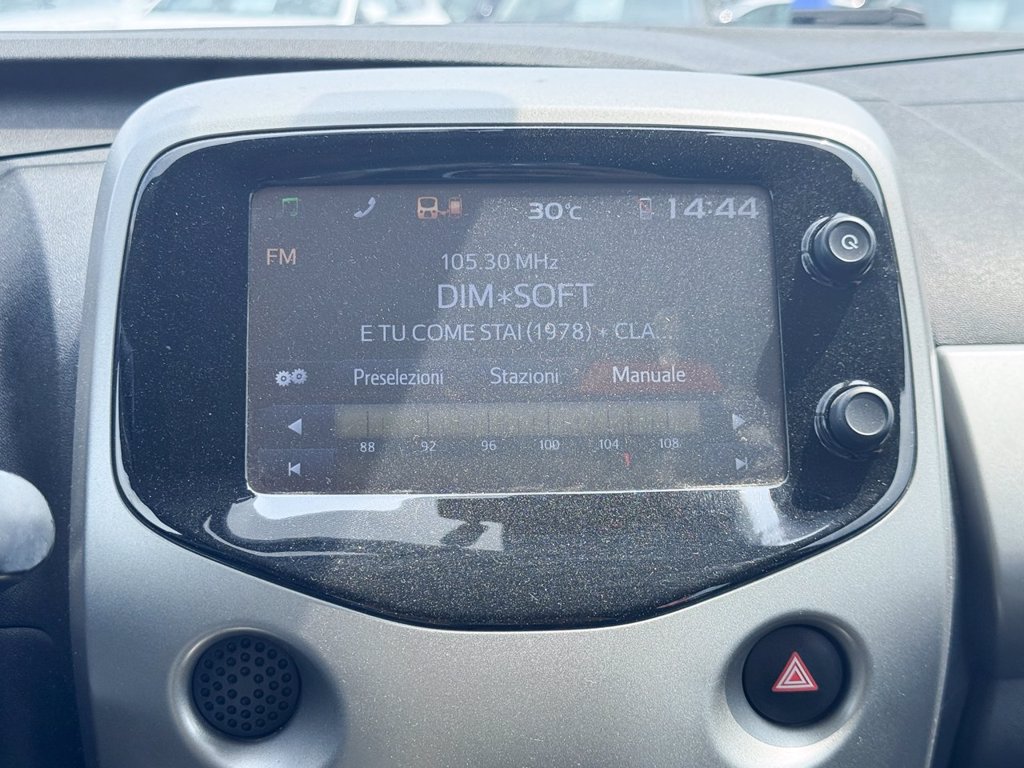 30°C 14:44
FM
105.30 MHz
DIM*SOFT
E TU COME STAI (1978) * CLA...
Preselezioni Stazioni Manuale
88 92 96 100 104 108